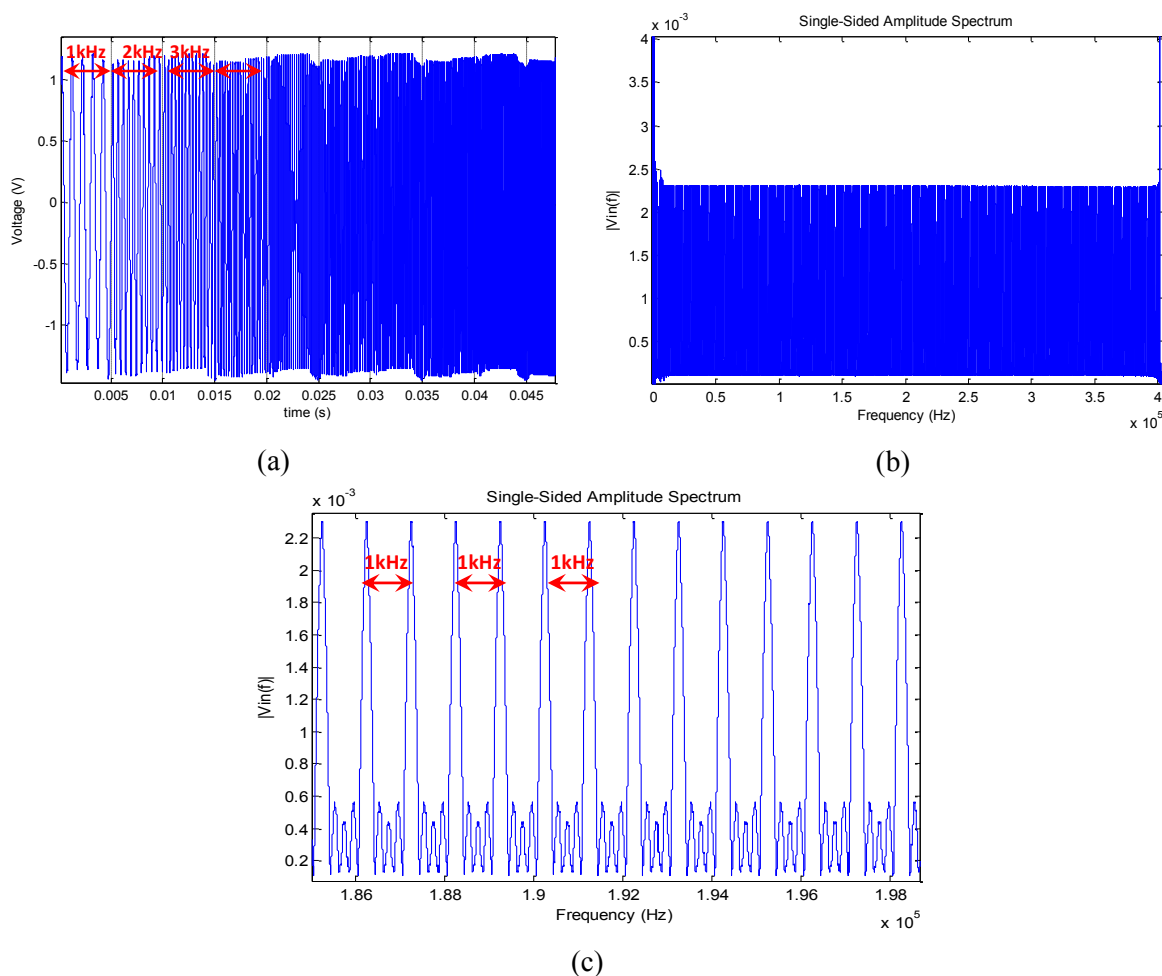 1kHz 2kHz 3kHz
1
0.5
0
-0.5
-1
Voltage (V)
0.005 0.01 0.015 0.02 0.025 0.03 0.035 0.04 0.045
time (s)
(a)
x 10⁻³
Single-Sided Amplitude Spectrum
4
3.5
3
2.5
2
1.5
1
0.5
|Vin(f)|
0 0.5 1 1.5 2 2.5 3 3.5 4
Frequency (Hz)
x 10⁵
(b)
x 10⁻³
Single-Sided Amplitude Spectrum
1kHz 1kHz 1kHz
2.2
2
1.8
1.6
1.4
1.2
1
0.8
0.6
0.4
0.2
|Vin(f)|
1.86 1.88 1.9 1.92 1.94 1.96 1.98
Frequency (Hz)
x 10⁵
(c)